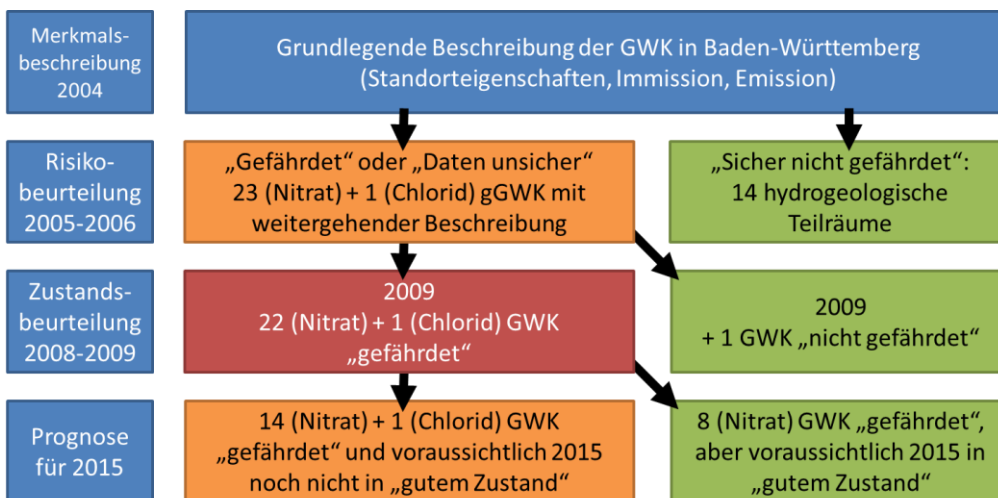 Merkmals-
beschreibung
2004
Grundlegende Beschreibung der GWK in Baden-Württemberg
(Standorteigenschaften, Immission, Emission)
Risiko-
beurteilung
2005-2006
„Gefährdet“ oder „Daten unsicher“
23 (Nitrat) + 1 (Chlorid) gGWK mit
weitergehender Beschreibung
„Sicher nicht gefährdet“:
14 hydrogeologische
Teilräume
Zustands-
beurteilung
2008-2009
2009
22 (Nitrat) + 1 (Chlorid) GWK
„gefährdet“
2009
+ 1 GWK „nicht gefährdet“
Prognose
für 2015
14 (Nitrat) + 1 (Chlorid) GWK
„gefährdet“ und voraussichtlich 2015
noch nicht in „gutem Zustand“
8 (Nitrat) GWK „gefährdet“,
aber voraussichtlich 2015 in
„gutem Zustand“